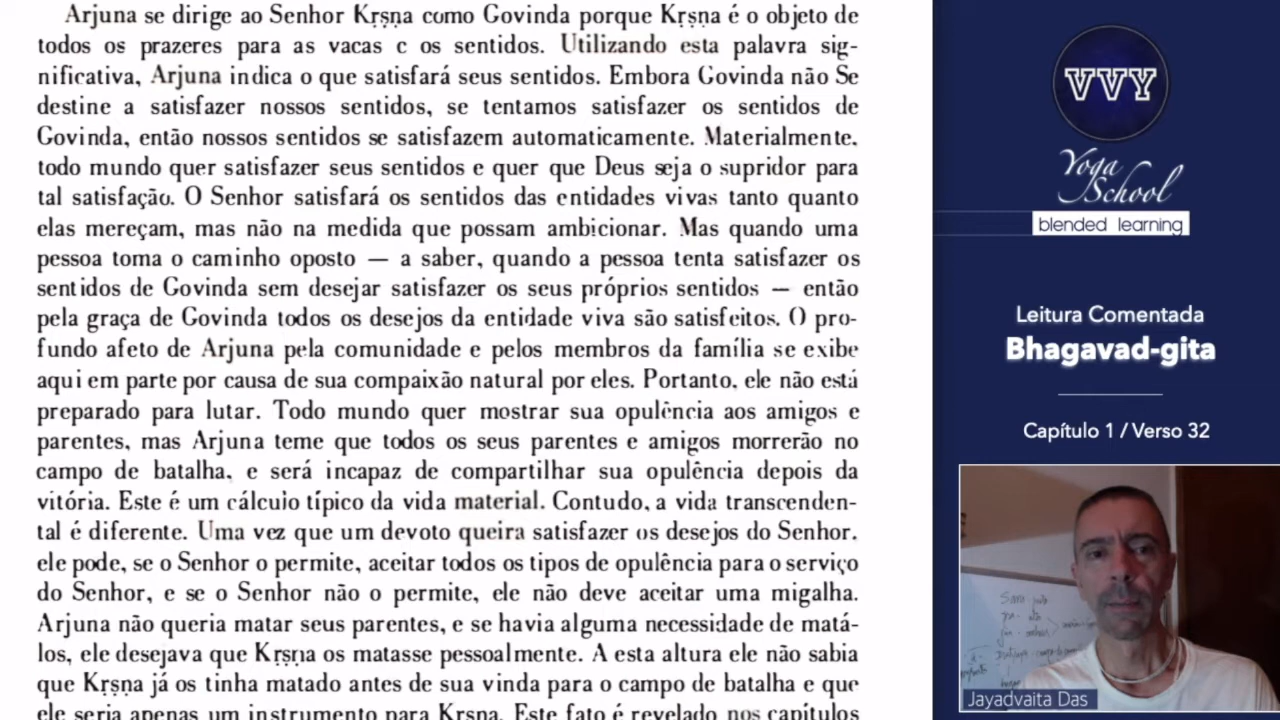 Arjuna se dirige ao Senhor Kṛṣṇa como Govinda porque Kṛṣṇa é o objeto de
todos os prazeres para as vacas e os sentidos. Utilizando esta palavra sig-
nificativa, Arjuna indica o que satisfará seus sentidos. Embora Govinda não Se
destine a satisfazer nossos sentidos, se tentamos satisfazer os sentidos de
Govinda, então nossos sentidos se satisfazem automaticamente. Materialmente,
todo mundo quer satisfazer seus sentidos e quer que Deus seja o supridor para
tal satisfação. O Senhor satisfará os sentidos das entidades vivas tanto quanto
elas mereçam, mas não na medida que possam ambicionar. Mas quando uma
pessoa toma o caminho oposto — a saber, quando a pessoa tenta satisfazer os
sentidos de Govinda sem desejar satisfazer os seus próprios sentidos — então
pela graça de Govinda todos os desejos da entidade viva são satisfeitos. O pro-
fundo afeto de Arjuna pela comunidade e pelos membros da família se exibe
aqui em parte por causa de sua compaixão natural por eles. Portanto, ele não está
preparado para lutar. Todo mundo quer mostrar sua opulência aos amigos e
parentes, mas Arjuna teme que todos os seus parentes e amigos morrerão no
campo de batalha, e será incapaz de compartilhar sua opulência depois da
vitória. Este é um cálculo típico da vida material. Contudo, a vida transcenden-
tal é diferente. Uma vez que um devoto queira satisfazer os desejos do Senhor,
ele pode, se o Senhor o permite, aceitar todos os tipos de opulência para o serviço
do Senhor, e se o Senhor não o permite, ele não deve aceitar uma migalha.
Arjuna não queria matar seus parentes, e se havia alguma necessidade de matá-
los, ele desejava que Kṛṣṇa os matasse pessoalmente. A esta altura ele não sabia
que Kṛṣṇa já os tinha matado antes de sua vinda para o campo de batalha e que
ele seria apenas um instrumento para Kṛṣṇa. Este fato é revelado nos capítulos
VVY
Yoga
School
blended learning
Leitura Comentada
Bhagavad-gita
Capítulo 1 / Verso 32
Jayadvaita Das